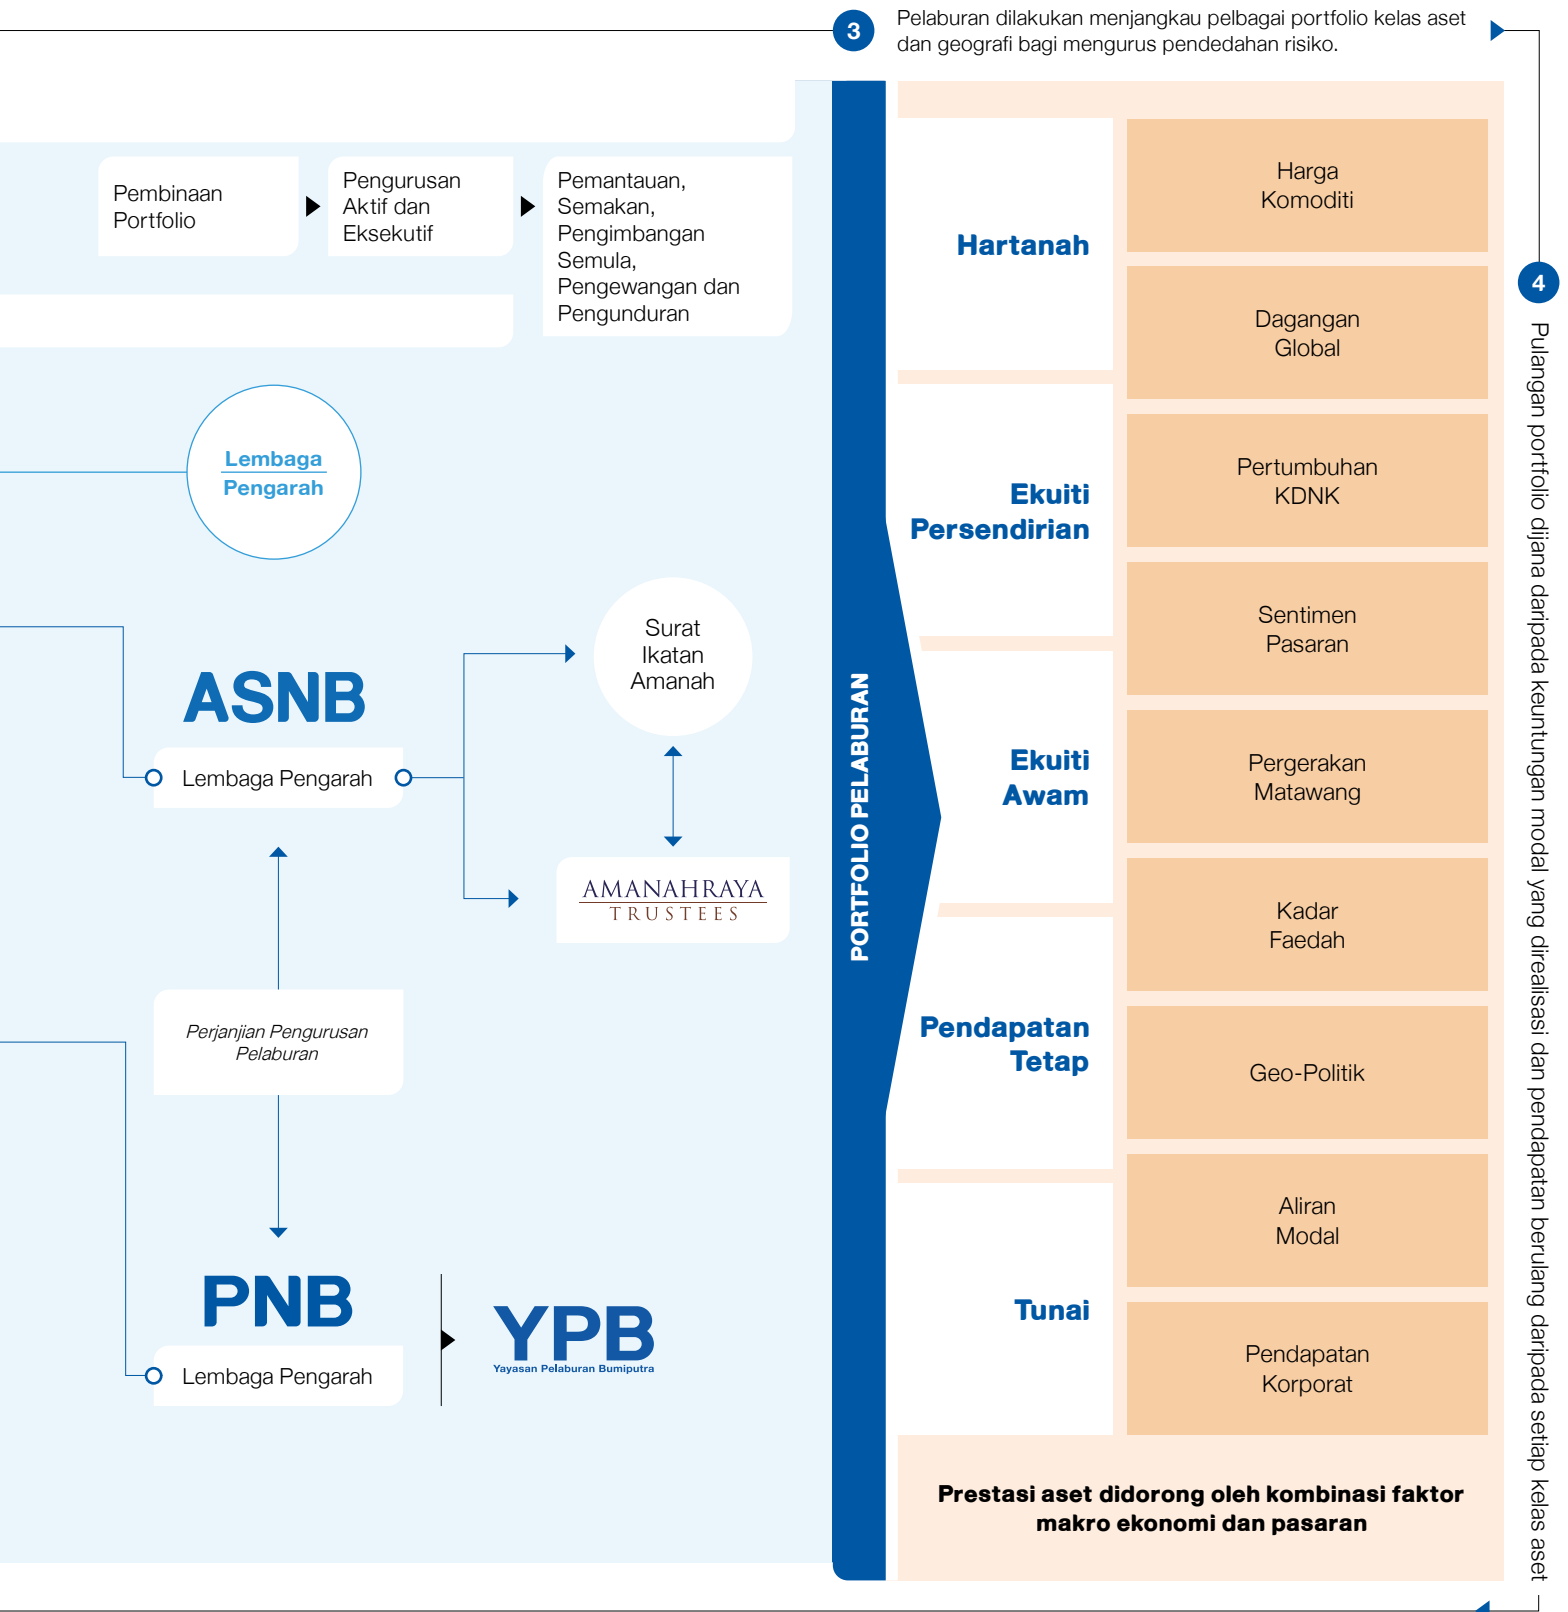 3
Pelaburan dilakukan menjangkau pelbagai portfolio kelas aset
dan geografi bagi mengurus pendedahan risiko.
Pembinaan
Portfolio
Pengurusan
Aktif dan
Eksekutif
Pemantauan,
Semakan,
Pengimbangan
Semula,
Pengewangan dan
Pengunduran
Lembaga
Pengarah
ASNB
Lembaga Pengarah
Surat
Ikatan
Amanah
AMANAHRAYA
TRUSTEES
Perjanjian Pengurusan
Pelaburan
PNB
Lembaga Pengarah
YPB
Yayasan Pelaburan Bumiputra
PORTFOLIO PELABURAN
Hartanah
Ekuiti
Persendirian
Ekuiti
Awam
Pendapatan
Tetap
Tunai
Harga
Komoditi
Dagangan
Global
Pertumbuhan
KDNK
Sentimen
Pasaran
Pergerakan
Matawang
Kadar
Faedah
Geo-Politik
Aliran
Modal
Pendapatan
Korporat
Prestasi aset didorong oleh kombinasi faktor
makro ekonomi dan pasaran
4
Pulangan portfolio dijana daripada keuntungan modal yang direalisasi dan pendapatan berulang daripada setiap kelas aset